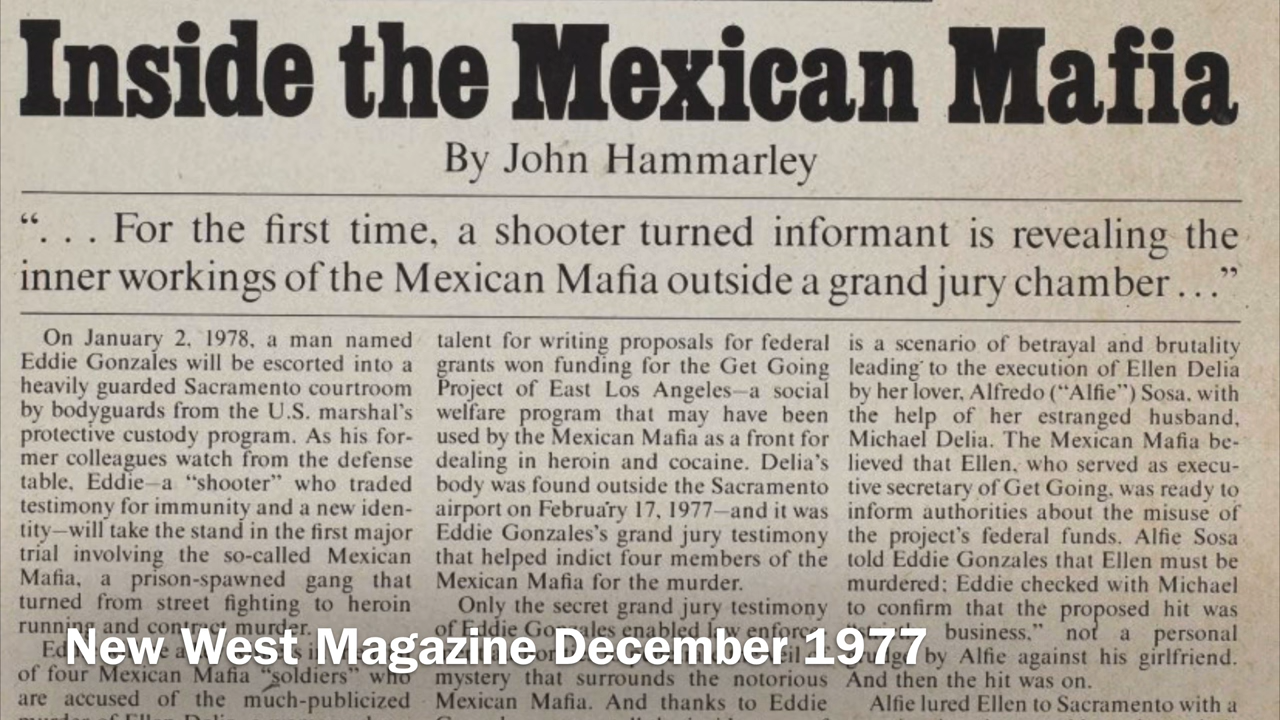 Inside the Mexican Mafia
By John Hammarley
“. . . For the first time, a shooter turned informant is revealing the
inner workings of the Mexican Mafia outside a grand jury chamber . . .”
On January 2, 1978, a man named
Eddie Gonzales will be escorted into a
heavily guarded Sacramento courtroom
by bodyguards from the U.S. marshal’s
protective custody program. As his for-
mer colleagues watch from the defense
table, Eddie—a “shooter” who traded
testimony for immunity and a new iden-
tity—will take the stand in the first major
trial involving the so-called Mexican
Mafia, a prison-spawned gang that
turned from street fighting to heroin
running and contract murder.
of four Mexican Mafia “soldiers” who
are accused of the much-publicized
murder of Ellen Delia
talent for writing proposals for federal
grants won funding for the Get Going
Project of East Los Angeles—a social
welfare program that may have been
used by the Mexican Mafia as a front for
dealing in heroin and cocaine. Delia’s
body was found outside the Sacramento
airport on February 17, 1977—and it was
Eddie Gonzales’s grand jury testimony
that helped indict four members of the
Mexican Mafia for the murder.
Only the secret grand jury testimony
of Eddie Gonzales enabled law enforce-
mystery that surrounds the notorious
Mexican Mafia. And thanks to Eddie
is a scenario of betrayal and brutality
leading to the execution of Ellen Delia
by her lover, Alfredo (“Alfie”) Sosa, with
the help of her estranged husband,
Michael Delia. The Mexican Mafia be-
lieved that Ellen, who served as execu-
tive secretary of Get Going, was ready to
inform authorities about the misuse of
the project’s federal funds. Alfie Sosa
told Eddie Gonzales that Ellen must be
murdered; Eddie checked with Michael
to confirm that the proposed hit was
business,” not a personal
by Alfie against his girlfriend.
And then the hit was on.
Alfie lured Ellen to Sacramento with a
New West Magazine December 1977